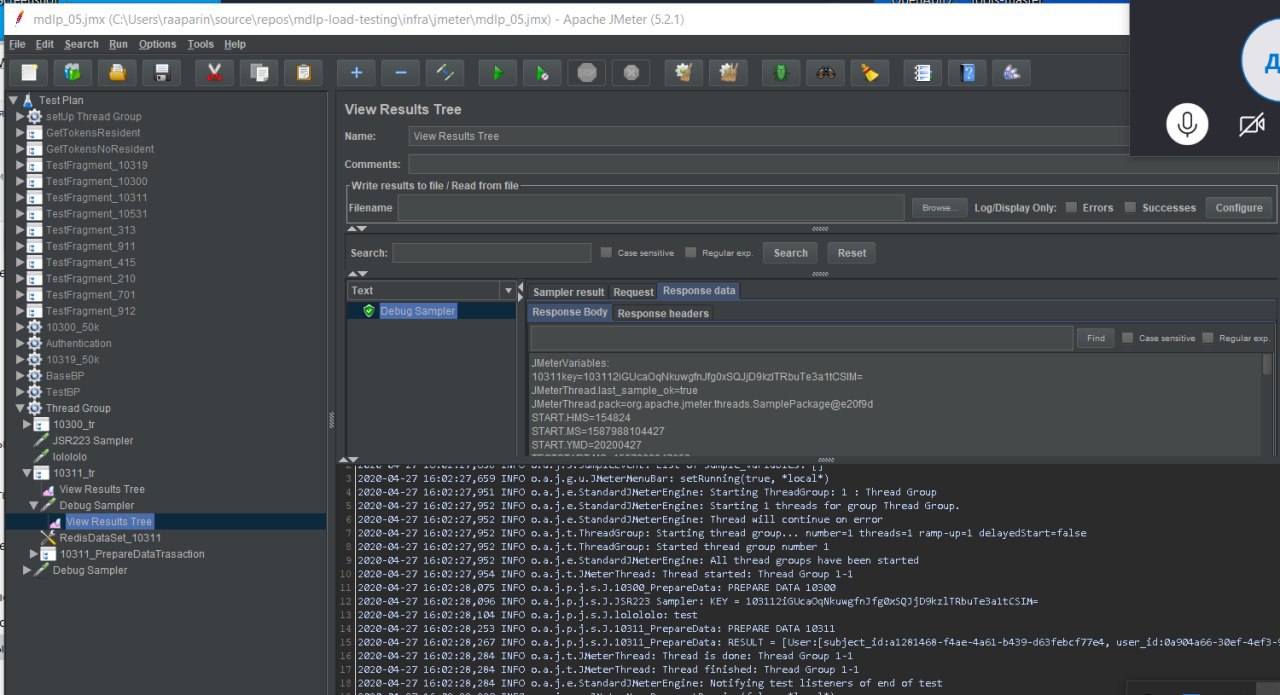 mdlp_05.jmx (C:\Users\raaparin\source\repos\mdlp-load-testing\infra\jmeter\mdlp_05.jmx) - Apache JMeter (5.2.1)
File Edit Search Run Options Tools Help
Test Plan
setUp Thread Group
GetTokensResident
GetTokensNoResident
TestFragment_10319
TestFragment_10300
TestFragment_10311
TestFragment_10531
TestFragment_313
TestFragment_911
TestFragment_415
TestFragment_210
TestFragment_701
TestFragment_912
10300_50k
Authentication
10319_50k
BaseBP
TestBP
Thread Group
10300_tr
JSR223 Sampler
lolololo
10311_tr
View Results Tree
Debug Sampler
View Results Tree
RedisDataSet_10311
10311_PrepareDataTrasaction
Debug Sampler
View Results Tree
Name: View Results Tree
Comments:
Write results to file / Read from file
Filename Browse... Log/Display Only: Errors Successes Configure
Search: Case sensitive Regular exp. Search Reset
Text
Debug Sampler
Sampler result Request Response data
Response Body Response headers
Find Case sensitive Regular exp.
JMeterVariables:
10311key=103112iGUcaOqNkuwgfnJfg0xSQJjD9kzlTRbuTe3a1tCSIM=
JMeterThread.last_sample_ok=true
JMeterThread.pack=org.apache.jmeter.threads.SamplePackage@e20f9d
START.HMS=154824
START.MS=1587988104427
START.YMD=20200427
3 2020-04-27 16:02:27,659 INFO o.a.j.g.u.JMeterMenuBar: setRunning(true, *local*)
4 2020-04-27 16:02:27,951 INFO o.a.j.e.StandardJMeterEngine: Starting ThreadGroup: 1 : Thread Group
5 2020-04-27 16:02:27,952 INFO o.a.j.e.StandardJMeterEngine: Starting 1 threads for group Thread Group.
6 2020-04-27 16:02:27,952 INFO o.a.j.e.StandardJMeterEngine: Thread will continue on error
7 2020-04-27 16:02:27,952 INFO o.a.j.t.ThreadGroup: Starting thread group... number=1 threads=1 ramp-up=1 delayedStart=false
8 2020-04-27 16:02:27,952 INFO o.a.j.t.ThreadGroup: Started thread group number 1
9 2020-04-27 16:02:27,952 INFO o.a.j.e.StandardJMeterEngine: All thread groups have been started
10 2020-04-27 16:02:27,954 INFO o.a.j.t.JMeterThread: Thread started: Thread Group 1-1
11 2020-04-27 16:02:28,075 INFO o.a.j.p.j.s.J.10300_PrepareData: PREPARE DATA 10300
12 2020-04-27 16:02:28,096 INFO o.a.j.p.j.s.J.JSR223 Sampler: KEY = 103112iGUcaOqNkuwgfnJfg0xSQJjD9kzlTRbuTe3a1tCSIM=
13 2020-04-27 16:02:28,104 INFO o.a.j.p.j.s.J.lolololo: test
14 2020-04-27 16:02:28,253 INFO o.a.j.p.j.s.J.10311_PrepareData: PREPARE DATA 10311
15 2020-04-27 16:02:28,267 INFO o.a.j.p.j.s.J.10311_PrepareData: RESULT = [User:[subject_id:a1281468-f4ae-4a61-b439-d63febcf77e4, user_id:0a904a66-30ef-4ef3-
16 2020-04-27 16:02:28,284 INFO o.a.j.t.JMeterThread: Thread is done: Thread Group 1-1
17 2020-04-27 16:02:28,284 INFO o.a.j.t.JMeterThread: Thread finished: Thread Group 1-1
18 2020-04-27 16:02:28,284 INFO o.a.j.e.StandardJMeterEngine: Notifying test listeners of end of test